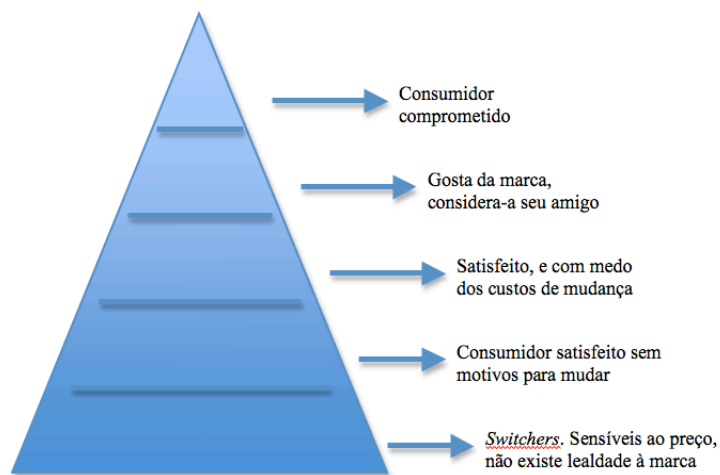 Consumidor
comprometido
Gosta da marca,
considera-a seu amigo
Satisfeito, e com medo
dos custos de mudança
Consumidor satisfeito sem
motivos para mudar
Switchers. Sensíveis ao preço,
não existe lealdade à marca